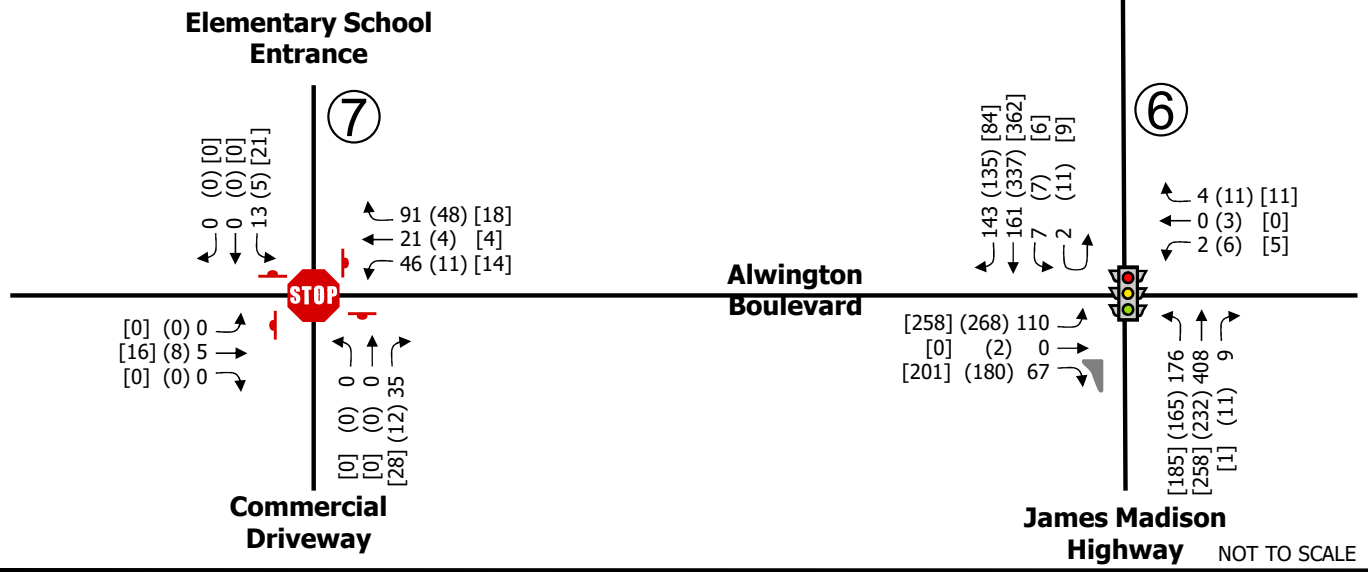 Elementary School
Entrance
7
0 (0) [0]
0 (0) [0]
13 (5) [21]
91 (48) [18]
21 (4) [4]
46 (11) [14]
STOP
[0] (0) 0
[16] (8) 5
[0] (0) 0
[0] (0) 0
[0] (0) 0
[28] (12) 35
Commercial
Driveway
Alwington
Boulevard
6
143 (135) [84]
161 (337) [362]
7 (7) [6]
2 (11) [9]
4 (11) [11]
0 (3) [0]
2 (6) [5]
[258] (268) 110
[0] (2) 0
[201] (180) 67
[185] (165) 176
[258] (232) 408
[1] (11) 9
James Madison
Highway
NOT TO SCALE